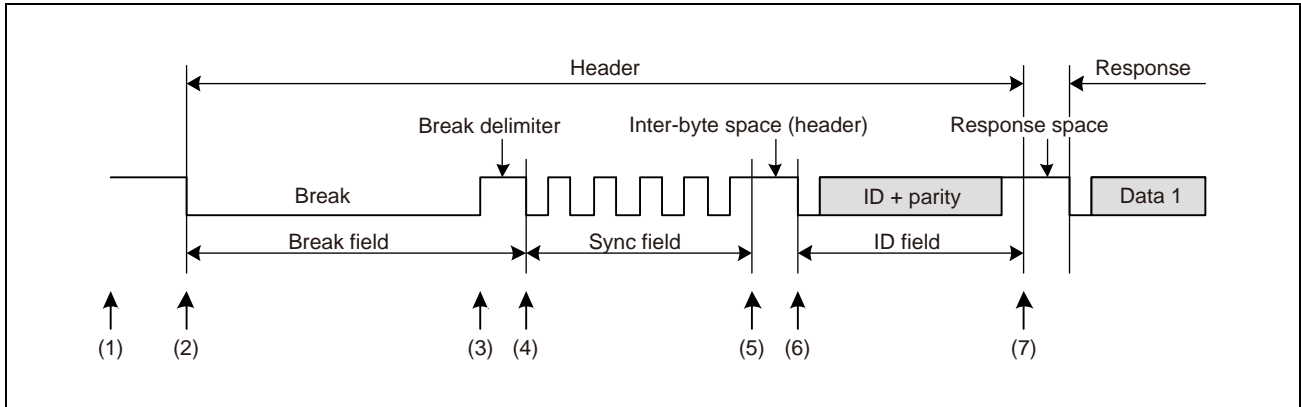 Header
Response
Break delimiter
Inter-byte space (header)
Response space
Break
ID + parity
Data 1
Break field
Sync field
ID field
(1)
(2)
(3)
(4)
(5)
(6)
(7)